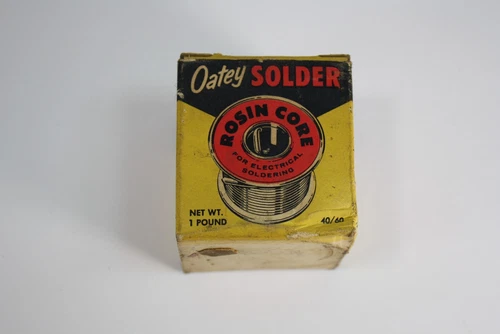 Oatey SOLDER
ROSIN CORE
FOR ELECTRICAL
SOLDERING
NET WT.
1 POUND
40/60